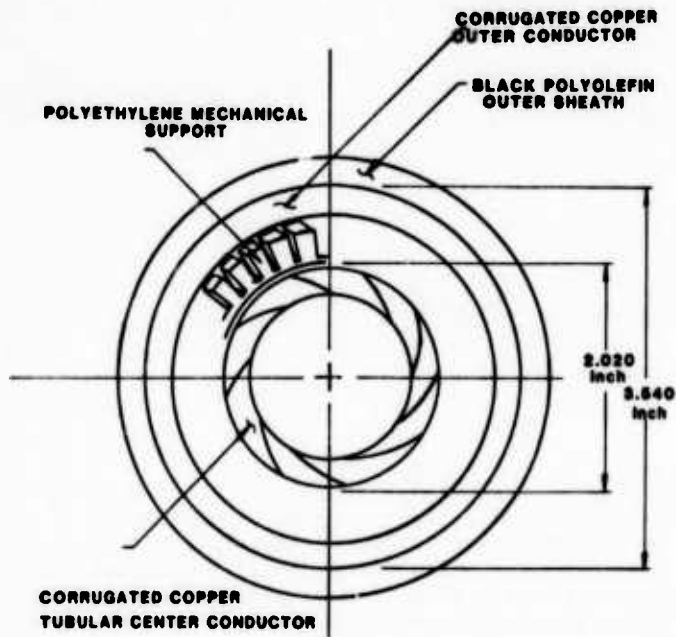 CORRUGATED COPPER
OUTER CONDUCTOR
BLACK POLYOLEFIN
OUTER SHEATH
POLYETHYLENE MECHANICAL
SUPPORT
2.020
inch
3.540
inch
CORRUGATED COPPER
TUBULAR CENTER CONDUCTOR